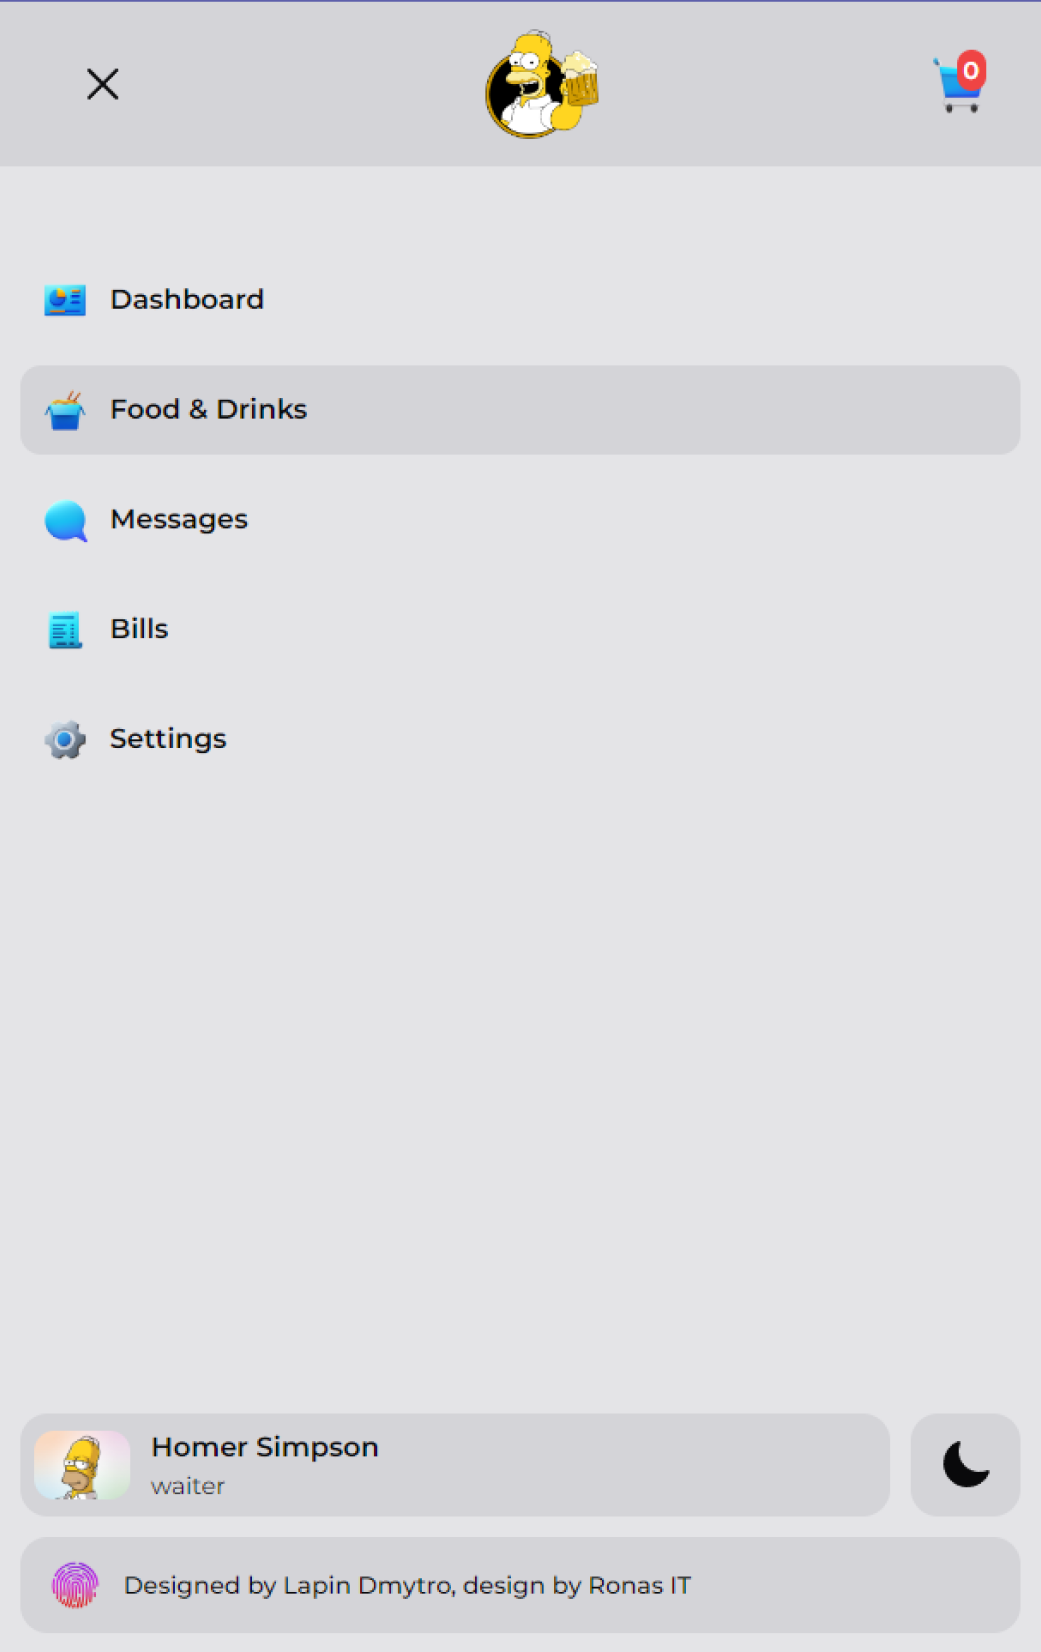 0
Dashboard
Food & Drinks
Messages
Bills
Settings
Homer Simpson
waiter
Designed by Lapin Dmytro, design by Ronas IT